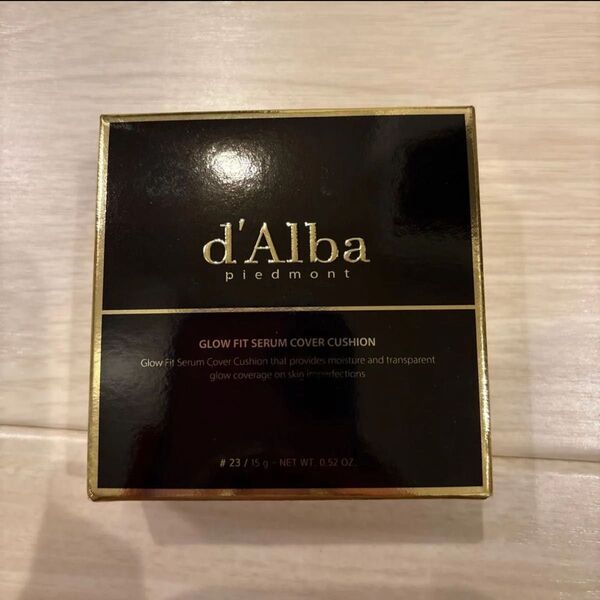 d'Alba
piedmont
GLOW FIT SERUM COVER CUSHION
Glow Fit Serum Cover Cushion that provides moisture and transparent
glow coverage on skin imperfections
# 23 / 15 g - NET WT. 0.52 OZ.